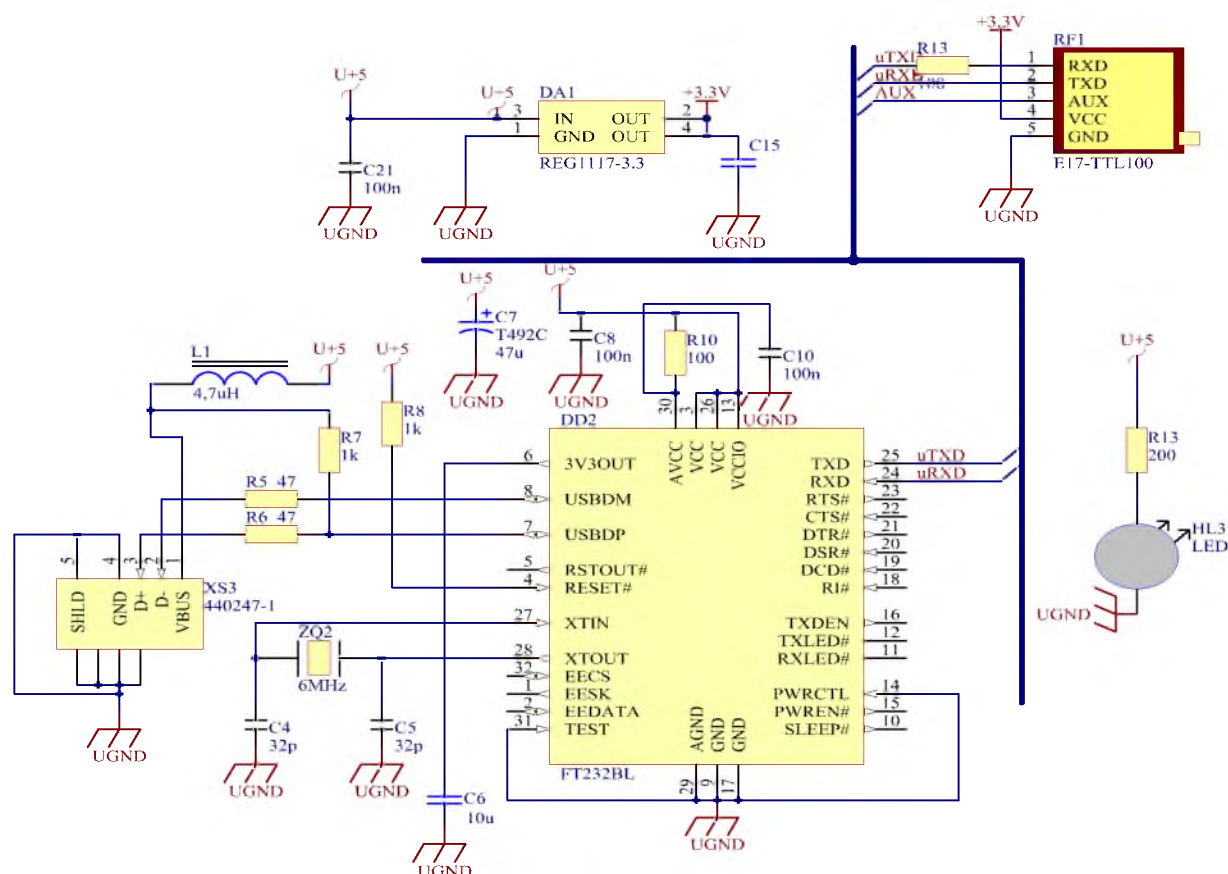 +3.3V
RF1
uTXD
R13
1
RXD
uRXD
2
TXD
AUX
3
AUX
4
VCC
5
GND
E17-TTL100
UGND
U+5
U+5
DA1
+3.3V
3
IN
OUT
2
1
GND
OUT
4
REG1117-3.3
C21
100n
C15
UGND
UGND
UGND
U+5
C7
T492C
47u
UGND
U+5
C8
100n
UGND
R10
100
C10
100n
UGND
L1
4,7uH
U+5
U+5
R7
1k
R8
1k
U+5
R13
200
HL3
LED
UGND
DD2
30
3
26
13
AVCC
VCC
VCC
VCCIO
6
3V3OUT
TXD
25
uTXD
RXD
24
uRXD
R5 47
8
USBDM
RTS#
23
CTS#
22
R6 47
7
USBDP
DTR#
21
DSR#
20
5
RSTOUT#
DCD#
19
4
RESET#
RI#
18
27
XTIN
TXDEN
16
TXLED#
12
28
XTOUT
RXLED#
11
32
EECS
1
EESK
PWRCTL
14
2
EEDATA
PWREN#
15
31
TEST
SLEEP#
10
AGND
GND
GND
29
9
17
FT232BL
UGND
5
4
3
2
1
SHLD
GND
D+
D-
VBUS
XS3
440247-1
UGND
ZQ2
6MHz
C4
32p
UGND
C5
32p
UGND
C6
10u
UGND